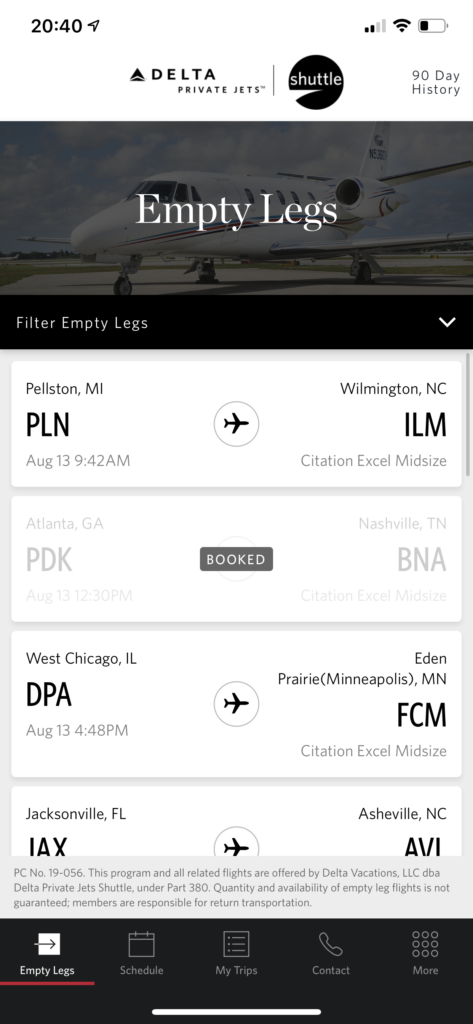 20:40
DELTA
PRIVATE JETS™
shuttle
90 Day
History
Empty Legs
Filter Empty Legs
Pellston, MI
Wilmington, NC
PLN
ILM
Aug 13 9:42AM
Citation Excel Midsize
Atlanta, GA
Nashville, TN
PDK
BOOKED
BNA
Aug 13 12:30PM
Citation Excel Midsize
West Chicago, IL
Eden
Prairie(Minneapolis), MN
DPA
FCM
Aug 13 4:48PM
Citation Excel Midsize
Jacksonville, FL
Asheville, NC
JAX
AVL
PC No. 19-056. This program and all related flights are offered by Delta Vacations, LLC dba
Delta Private Jets Shuttle, under Part 380. Quantity and availability of empty leg flights is not
guaranteed; members are responsible for return transportation.
Empty Legs
Schedule
My Trips
Contact
More